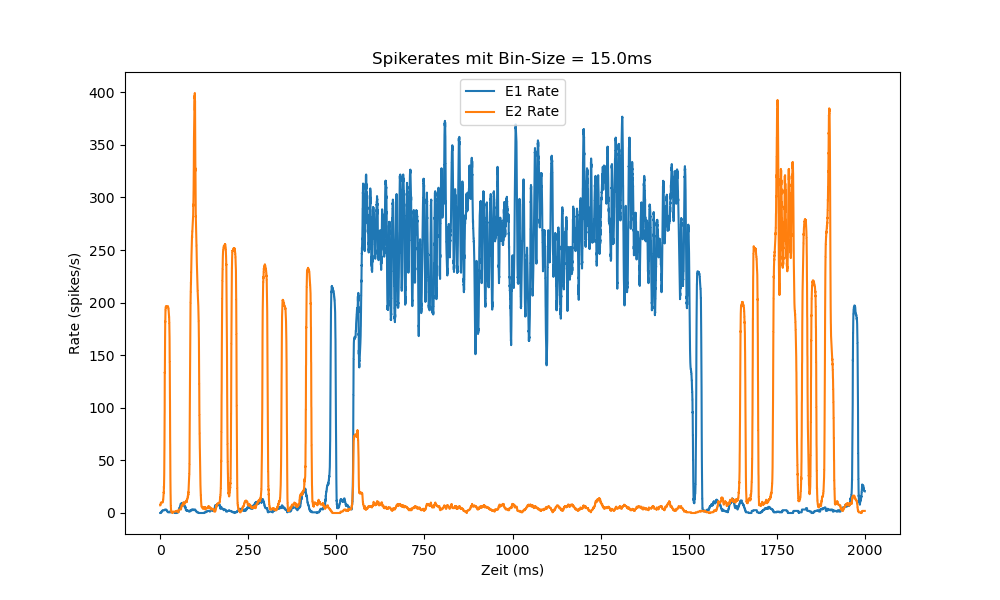 Spikerates mit Bin-Size = 15.0ms
E1 Rate
E2 Rate
400
350
300
250
200
150
100
50
0
Rate (spikes/s)
0 250 500 750 1000 1250 1500 1750 2000
Zeit (ms)